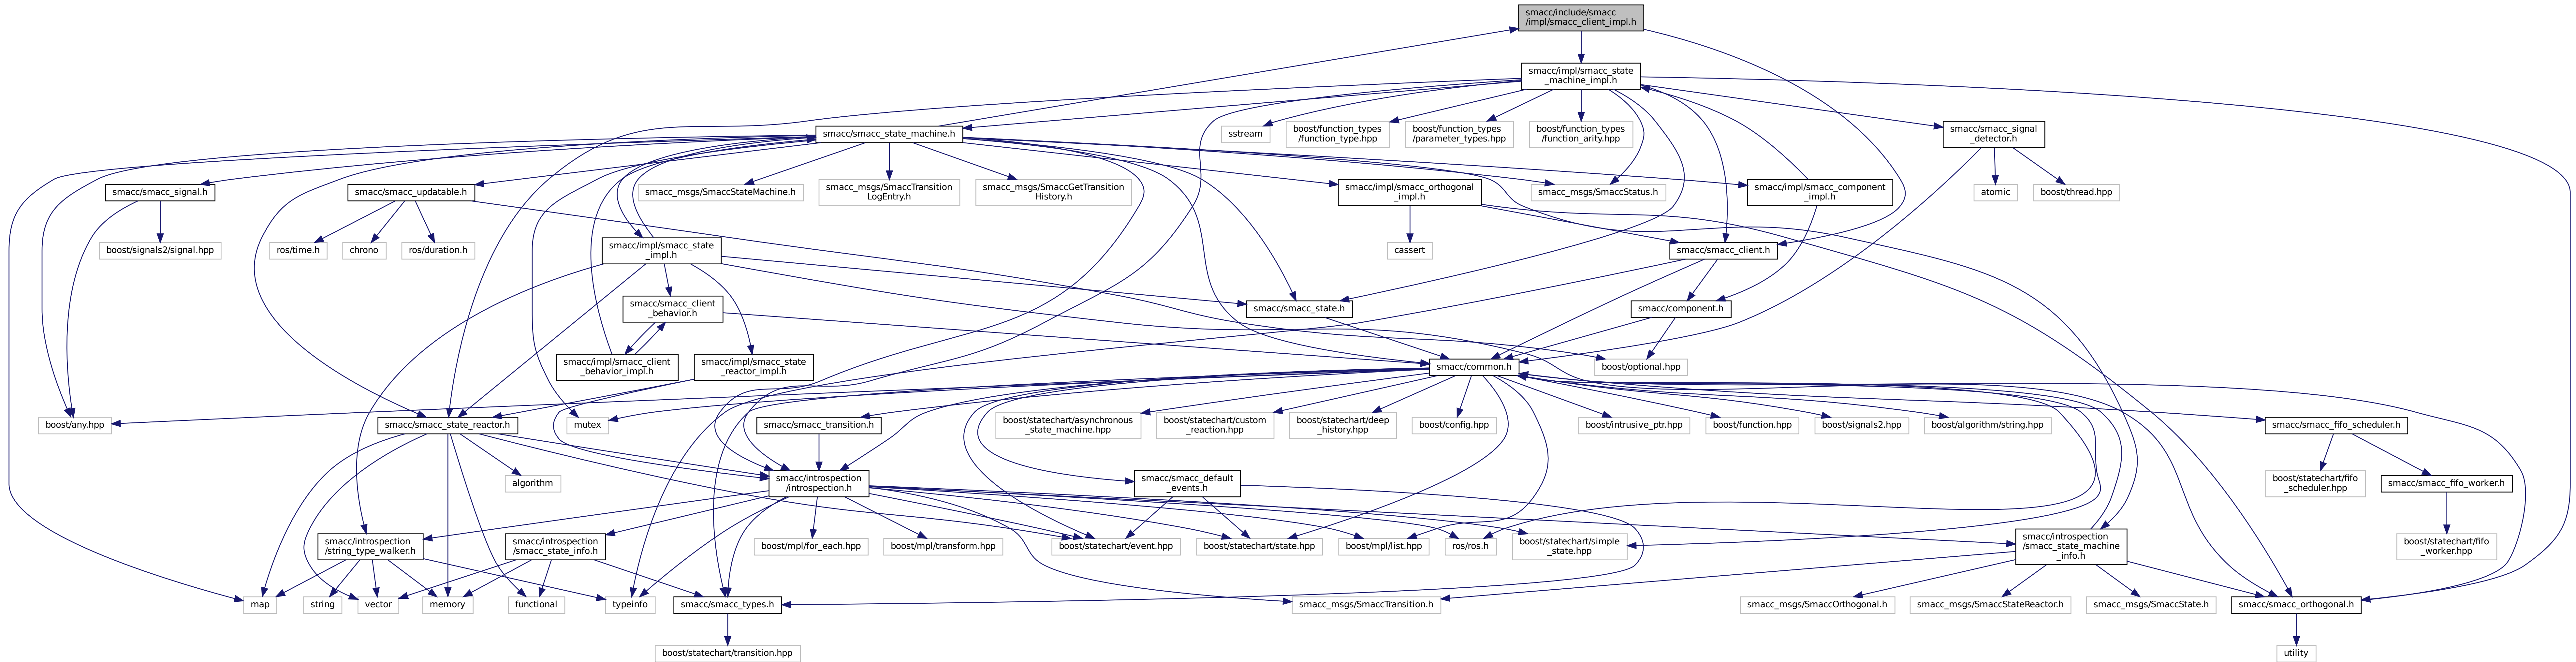 smacc/include/smacc
/impl/smacc_client_impl.h
smacc/impl/smacc_state
_machine_impl.h
sstream
boost/function_types
/function_type.hpp
boost/function_types
/parameter_types.hpp
boost/function_types
/function_arity.hpp
smacc/smacc_state_machine.h
smacc/smacc_signal
_detector.h
smacc/smacc_signal.h
smacc/smacc_updatable.h
smacc_msgs/SmaccStateMachine.h
smacc_msgs/SmaccTransition
LogEntry.h
smacc_msgs/SmaccGetTransition
History.h
smacc/impl/smacc_orthogonal
_impl.h
smacc_msgs/SmaccStatus.h
smacc/impl/smacc_component
_impl.h
atomic
boost/thread.hpp
boost/signals2/signal.hpp
ros/time.h
chrono
ros/duration.h
smacc/impl/smacc_state
_impl.h
cassert
smacc/smacc_client.h
smacc/smacc_client
_behavior.h
smacc/smacc_state.h
smacc/component.h
smacc/impl/smacc_client
_behavior_impl.h
smacc/impl/smacc_state
_reactor_impl.h
smacc/common.h
boost/optional.hpp
boost/any.hpp
smacc/smacc_state_reactor.h
mutex
smacc/smacc_transition.h
boost/statechart/asynchronous
_state_machine.hpp
boost/statechart/custom
_reaction.hpp
boost/statechart/deep
_history.hpp
boost/config.hpp
boost/intrusive_ptr.hpp
boost/function.hpp
boost/signals2.hpp
boost/algorithm/string.hpp
smacc/smacc_fifo_scheduler.h
algorithm
smacc/introspection
/introspection.h
smacc/smacc_default
_events.h
boost/statechart/fifo
_scheduler.hpp
smacc/smacc_fifo_worker.h
smacc/introspection
/string_type_walker.h
smacc/introspection
/smacc_state_info.h
boost/mpl/for_each.hpp
boost/mpl/transform.hpp
boost/statechart/event.hpp
boost/statechart/state.hpp
boost/mpl/list.hpp
ros/ros.h
boost/statechart/simple
_state.hpp
smacc/introspection
/smacc_state_machine
_info.h
boost/statechart/fifo
_worker.hpp
map
string
vector
memory
functional
typeinfo
smacc/smacc_types.h
smacc_msgs/SmaccTransition.h
smacc_msgs/SmaccOrthogonal.h
smacc_msgs/SmaccStateReactor.h
smacc_msgs/SmaccState.h
smacc/smacc_orthogonal.h
boost/statechart/transition.hpp
utility